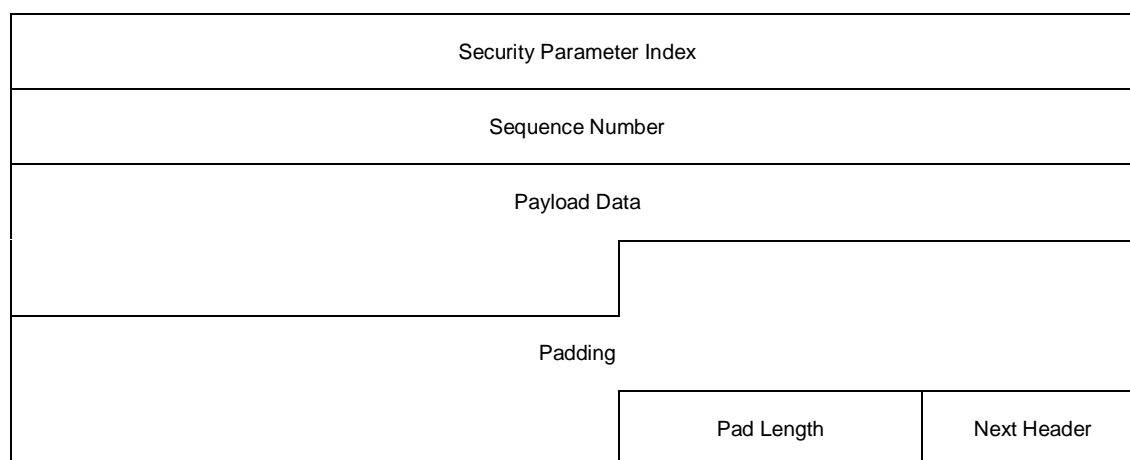 Security Parameter Index
Sequence Number
Payload Data
Padding
Pad Length
Next Header